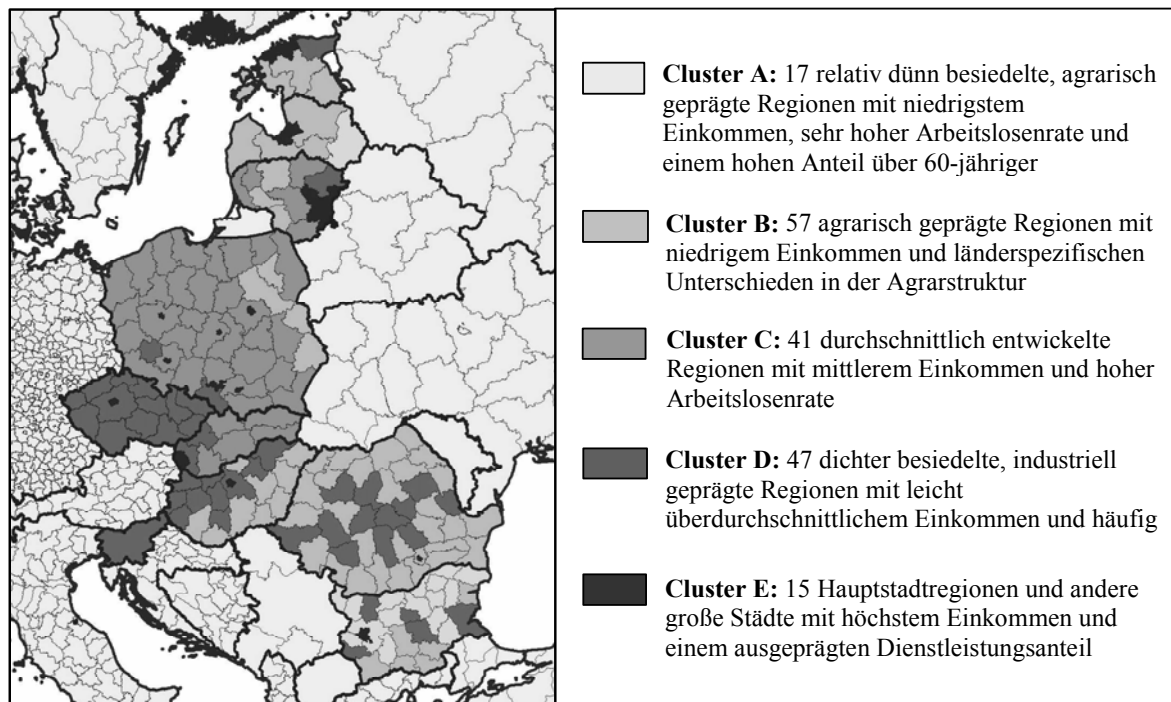 Cluster A: 17 relativ dünn besiedelte, agrarisch
geprägte Regionen mit niedrigstem
Einkommen, sehr hoher Arbeitslosenrate und
einem hohen Anteil über 60-jähriger
Cluster B: 57 agrarisch geprägte Regionen mit
niedrigem Einkommen und länderspezifischen
Unterschieden in der Agrarstruktur
Cluster C: 41 durchschnittlich entwickelte
Regionen mit mittlerem Einkommen und hoher
Arbeitslosenrate
Cluster D: 47 dichter besiedelte, industriell
geprägte Regionen mit leicht
überdurchschnittlichem Einkommen und häufig
Cluster E: 15 Hauptstadtregionen und andere
große Städte mit höchstem Einkommen und
einem ausgeprägten Dienstleistungsanteil